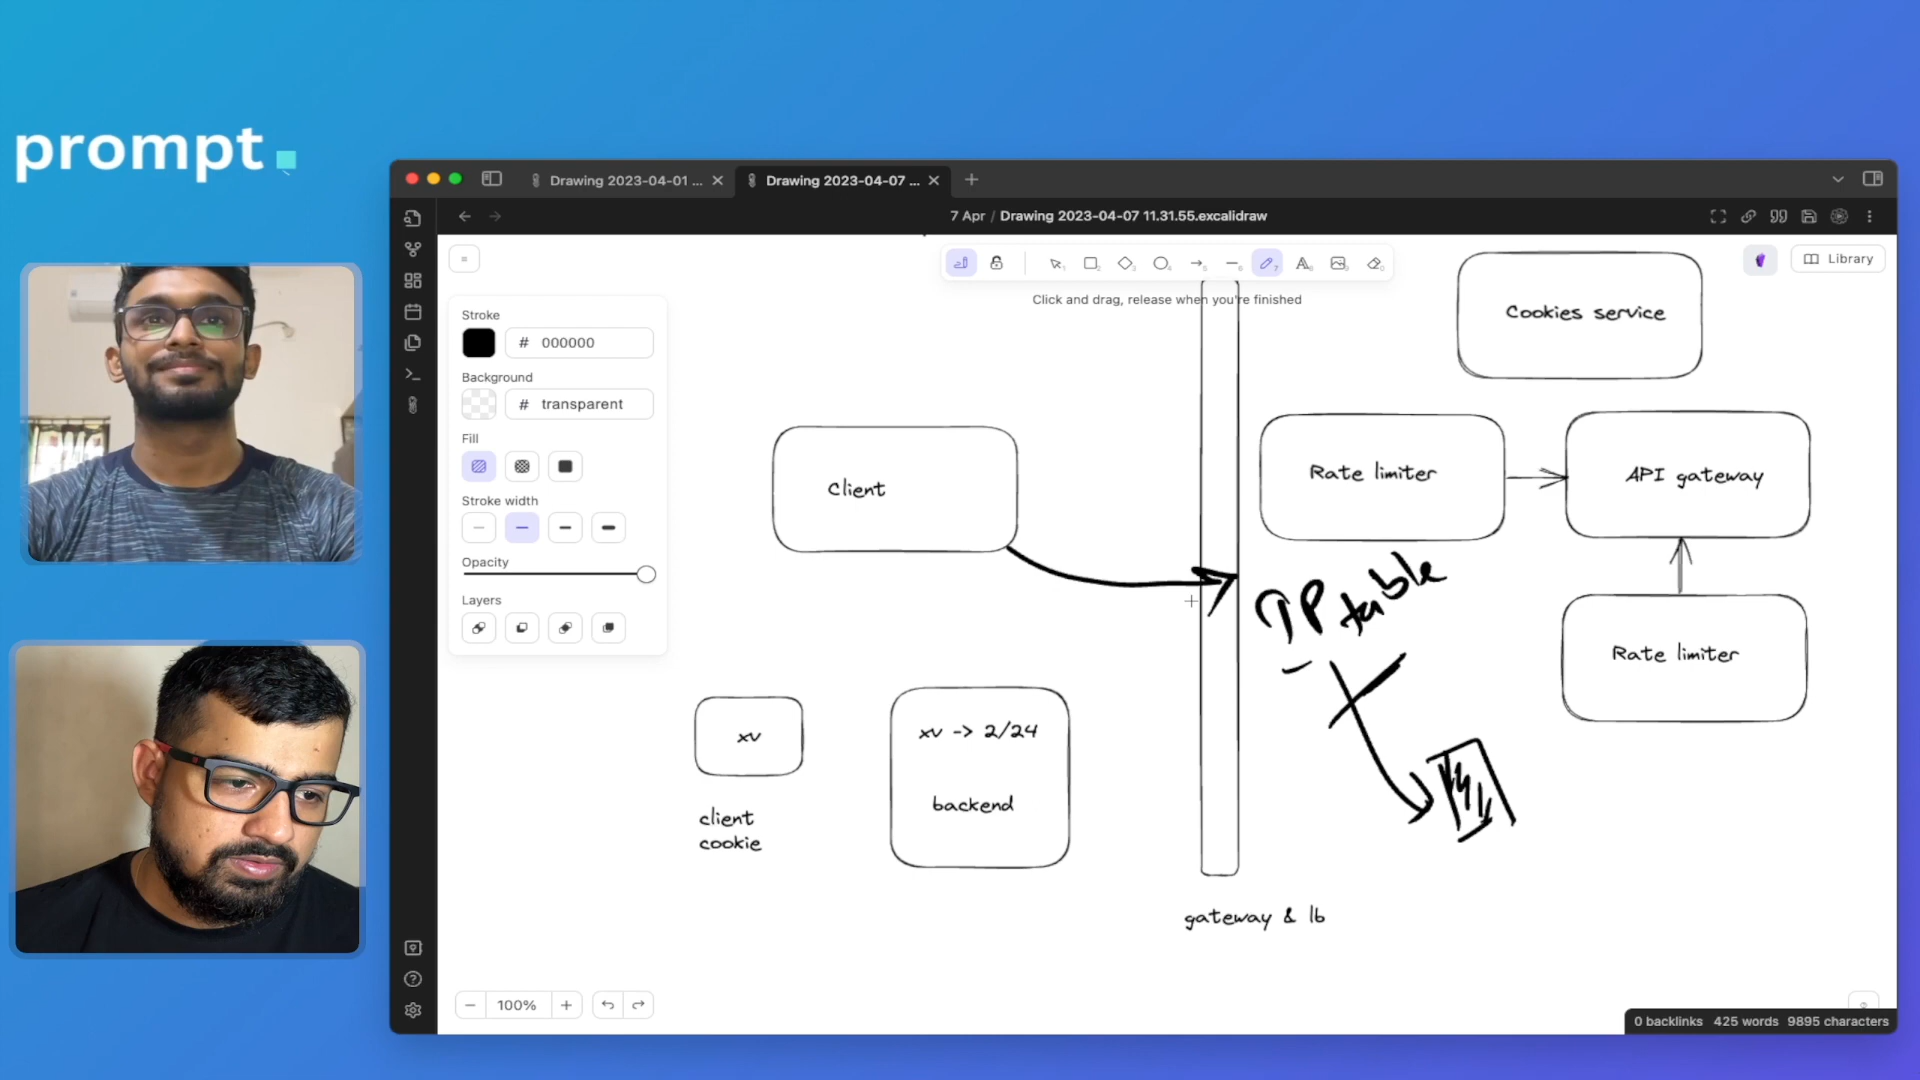 prompt.
Drawing 2023-04-01 ...
Drawing 2023-04-07 ...
7 Apr / Drawing 2023-04-07 11.31.55.excalidraw
Library
Click and drag, release when you're finished
Stroke
# 000000
Background
# transparent
Fill
Stroke width
Opacity
Layers
Cookies service
Client
Rate limiter
API gateway
IP table
Rate limiter
xv
client
cookie
xv -> 2/24
backend
gateway & lb
100%
0 backlinks 425 words 9895 characters